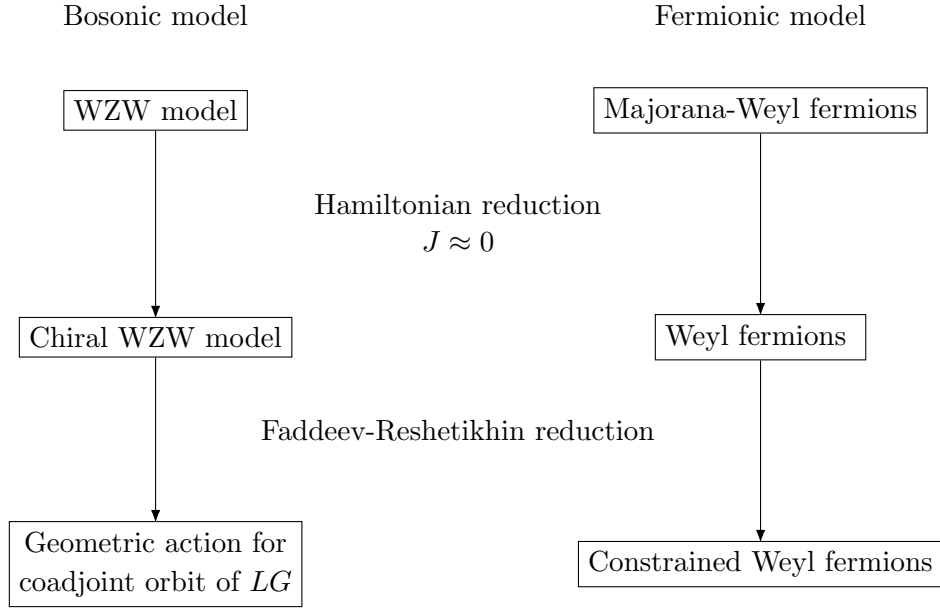 Bosonic model
Fermionic model
WZW model
Majorana-Weyl fermions
Hamiltonian reduction
J ≈ 0
Chiral WZW model
Weyl fermions
Faddeev-Reshetikhin reduction
Geometric action for
coadjoint orbit of LG
Constrained Weyl fermions